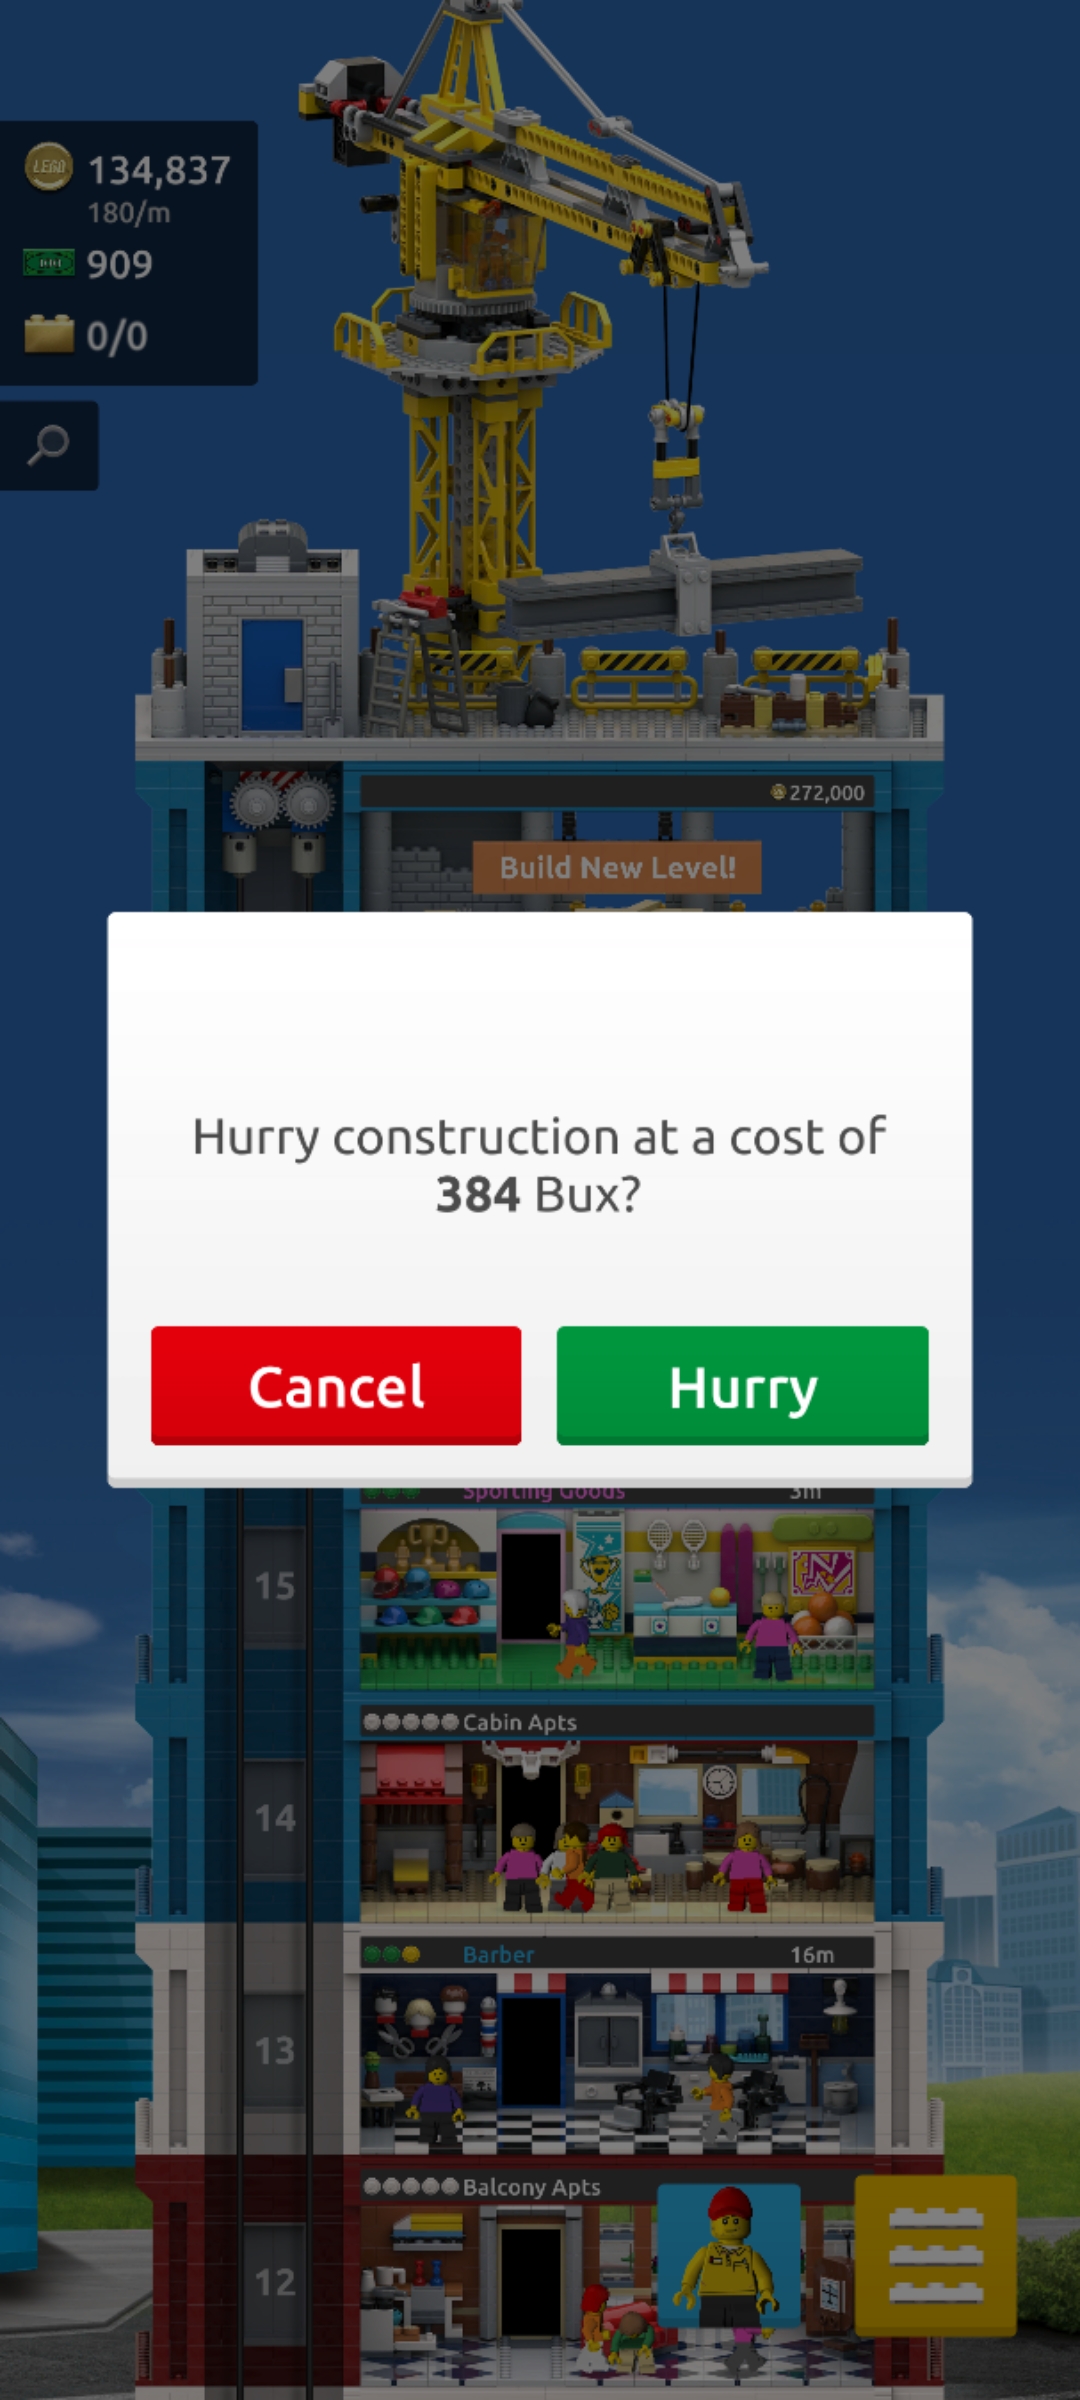 LEGO 134,837
180/m
909
0/0
272,000
Build New Level!
Hurry construction at a cost of
384 Bux?
Cancel
Hurry
Sporting Goods 3m
15
Cabin Apts
14
Barber 16m
13
Balcony Apts
12